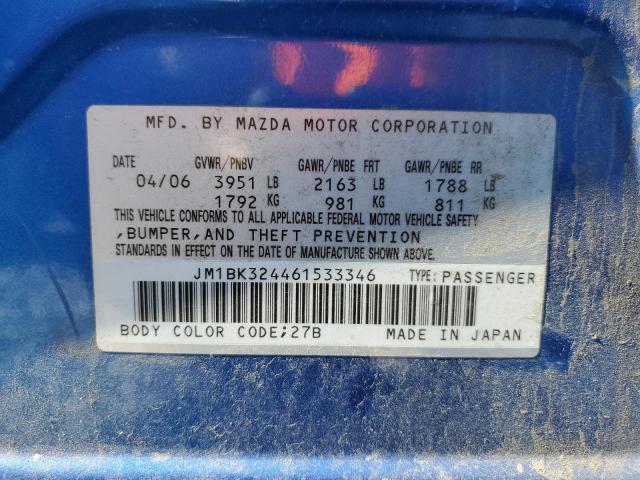 MFD. BY MAZDA MOTOR CORPORATION
DATE GVWR/PNBV GAWR/PNBE FRT GAWR/PNBE RR
04/06 3951 LB 2163 LB 1788 LB
1792 KG 981 KG 811 KG
THIS VEHICLE CONFORMS TO ALL APPLICABLE FEDERAL MOTOR VEHICLE SAFETY
,BUMPER,AND THEFT PREVENTION
STANDARDS IN EFFECT ON THE DATE OF MANUFACTURE SHOWN ABOVE.
JM1BK324461533346 TYPE:PASSENGER
BODY COLOR CODE;27B MADE IN JAPAN